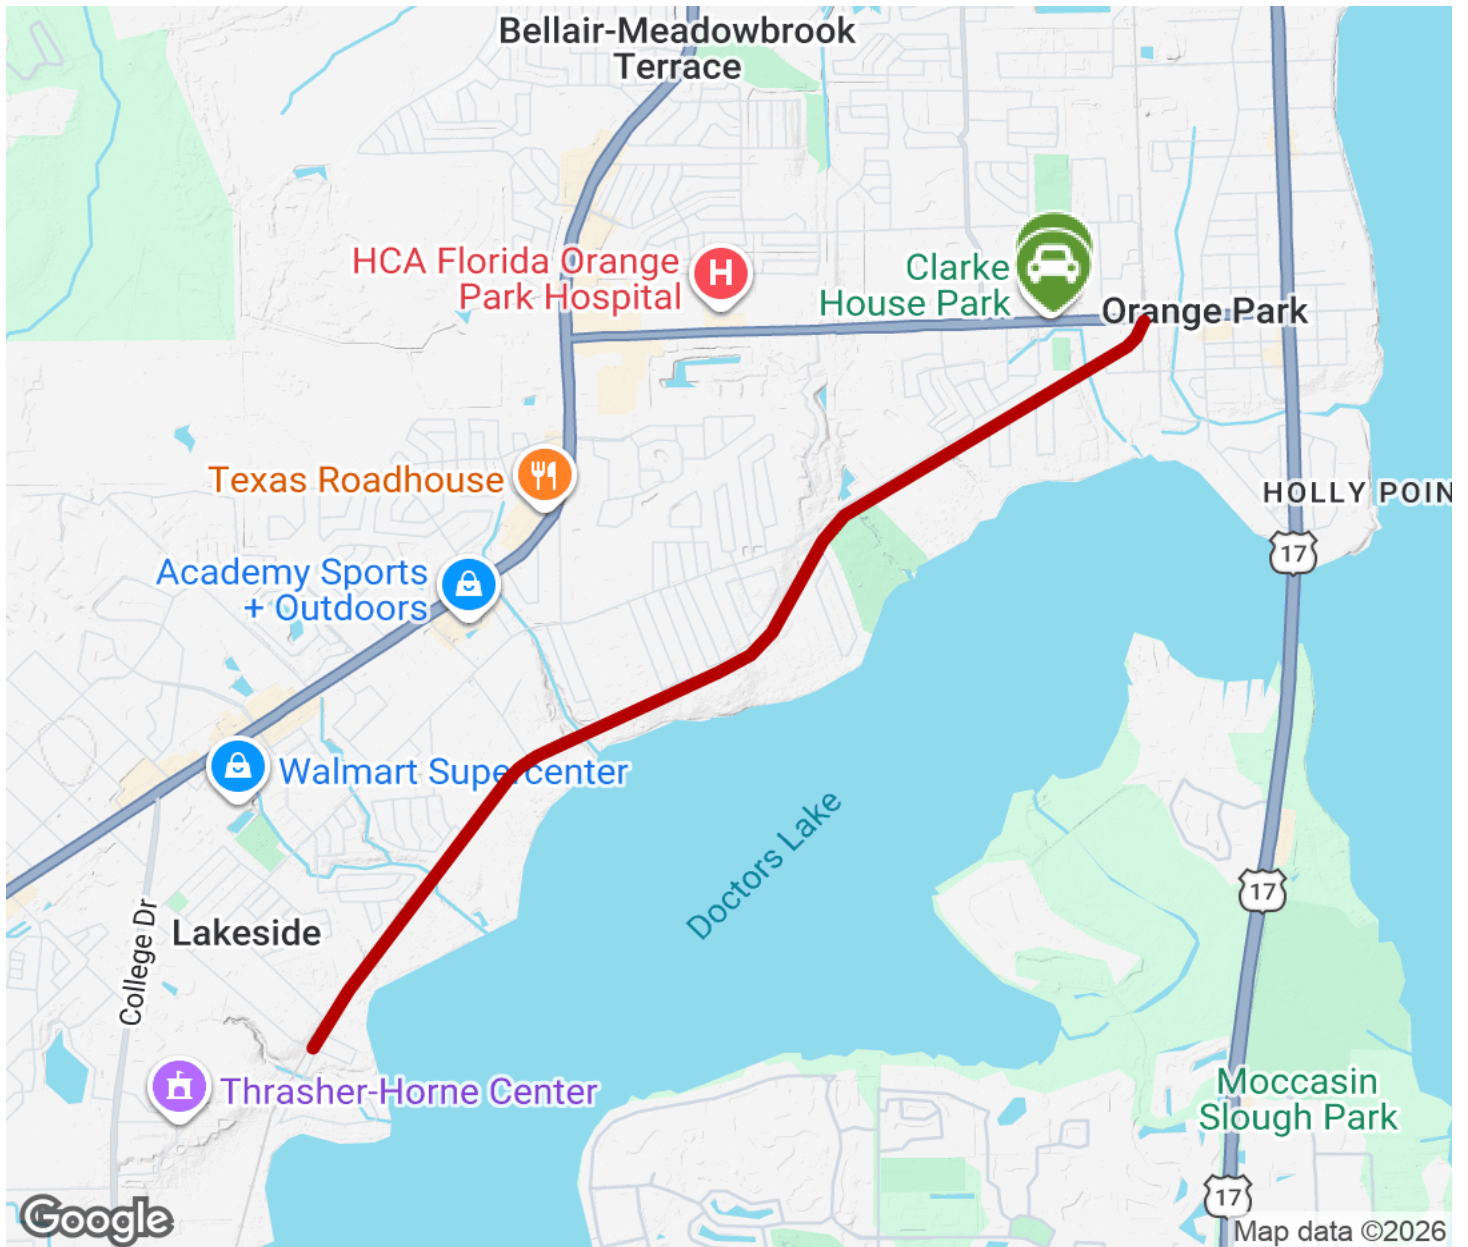 Bellair-Meadowbrook
Terrace
HCA Florida Orange
Park Hospital
H
Clarke
House Park
Orange Park
Texas Roadhouse
HOLLY POIN
17
Academy Sports
+ Outdoors
Walmart Supercenter
Doctors Lake
17
College Dr
Lakeside
Thrasher-Horne Center
Moccasin
Slough Park
17
Google
Map data ©2026